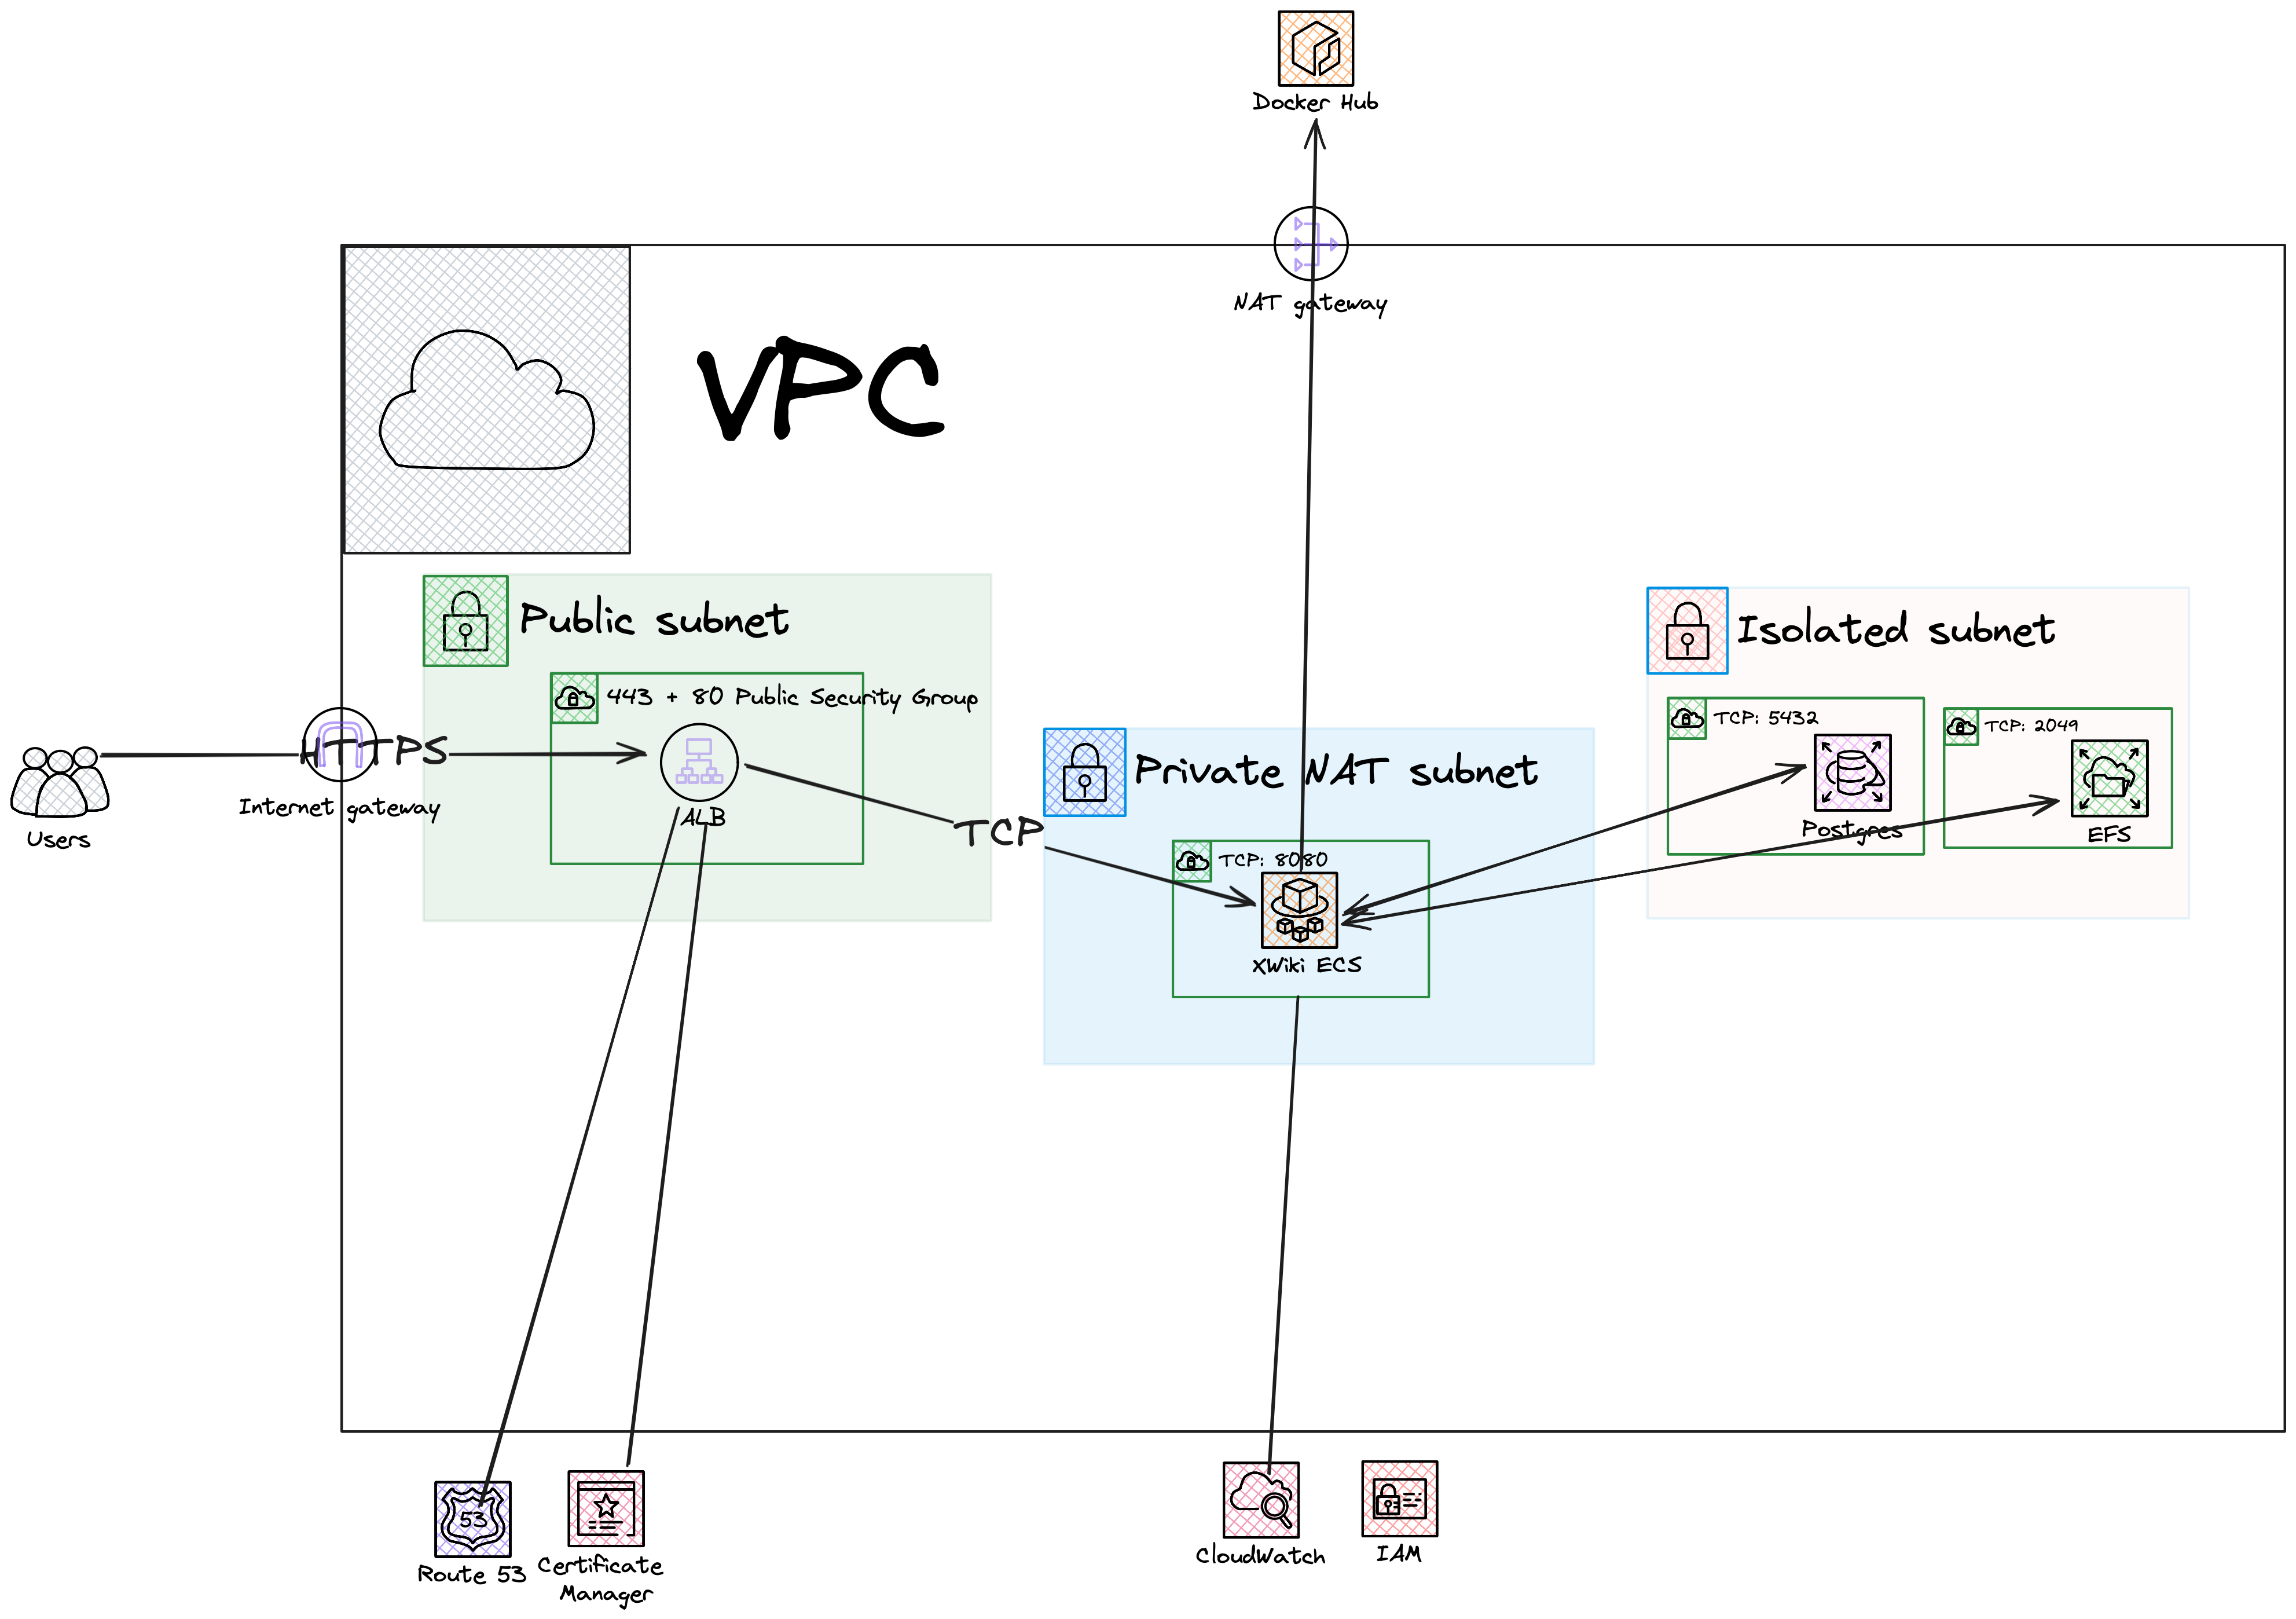 Docker Hub
NAT gateway
VPC
Public subnet
443 + 80 Public Security Group
HTTPS
Internet gateway
Users
ALB
TCP
Private NAT subnet
TCP: 8080
XWiki ECS
Isolated subnet
TCP: 5432
Postgres
TCP: 2049
EFS
53
Route 53
Certificate
Manager
CloudWatch
IAM